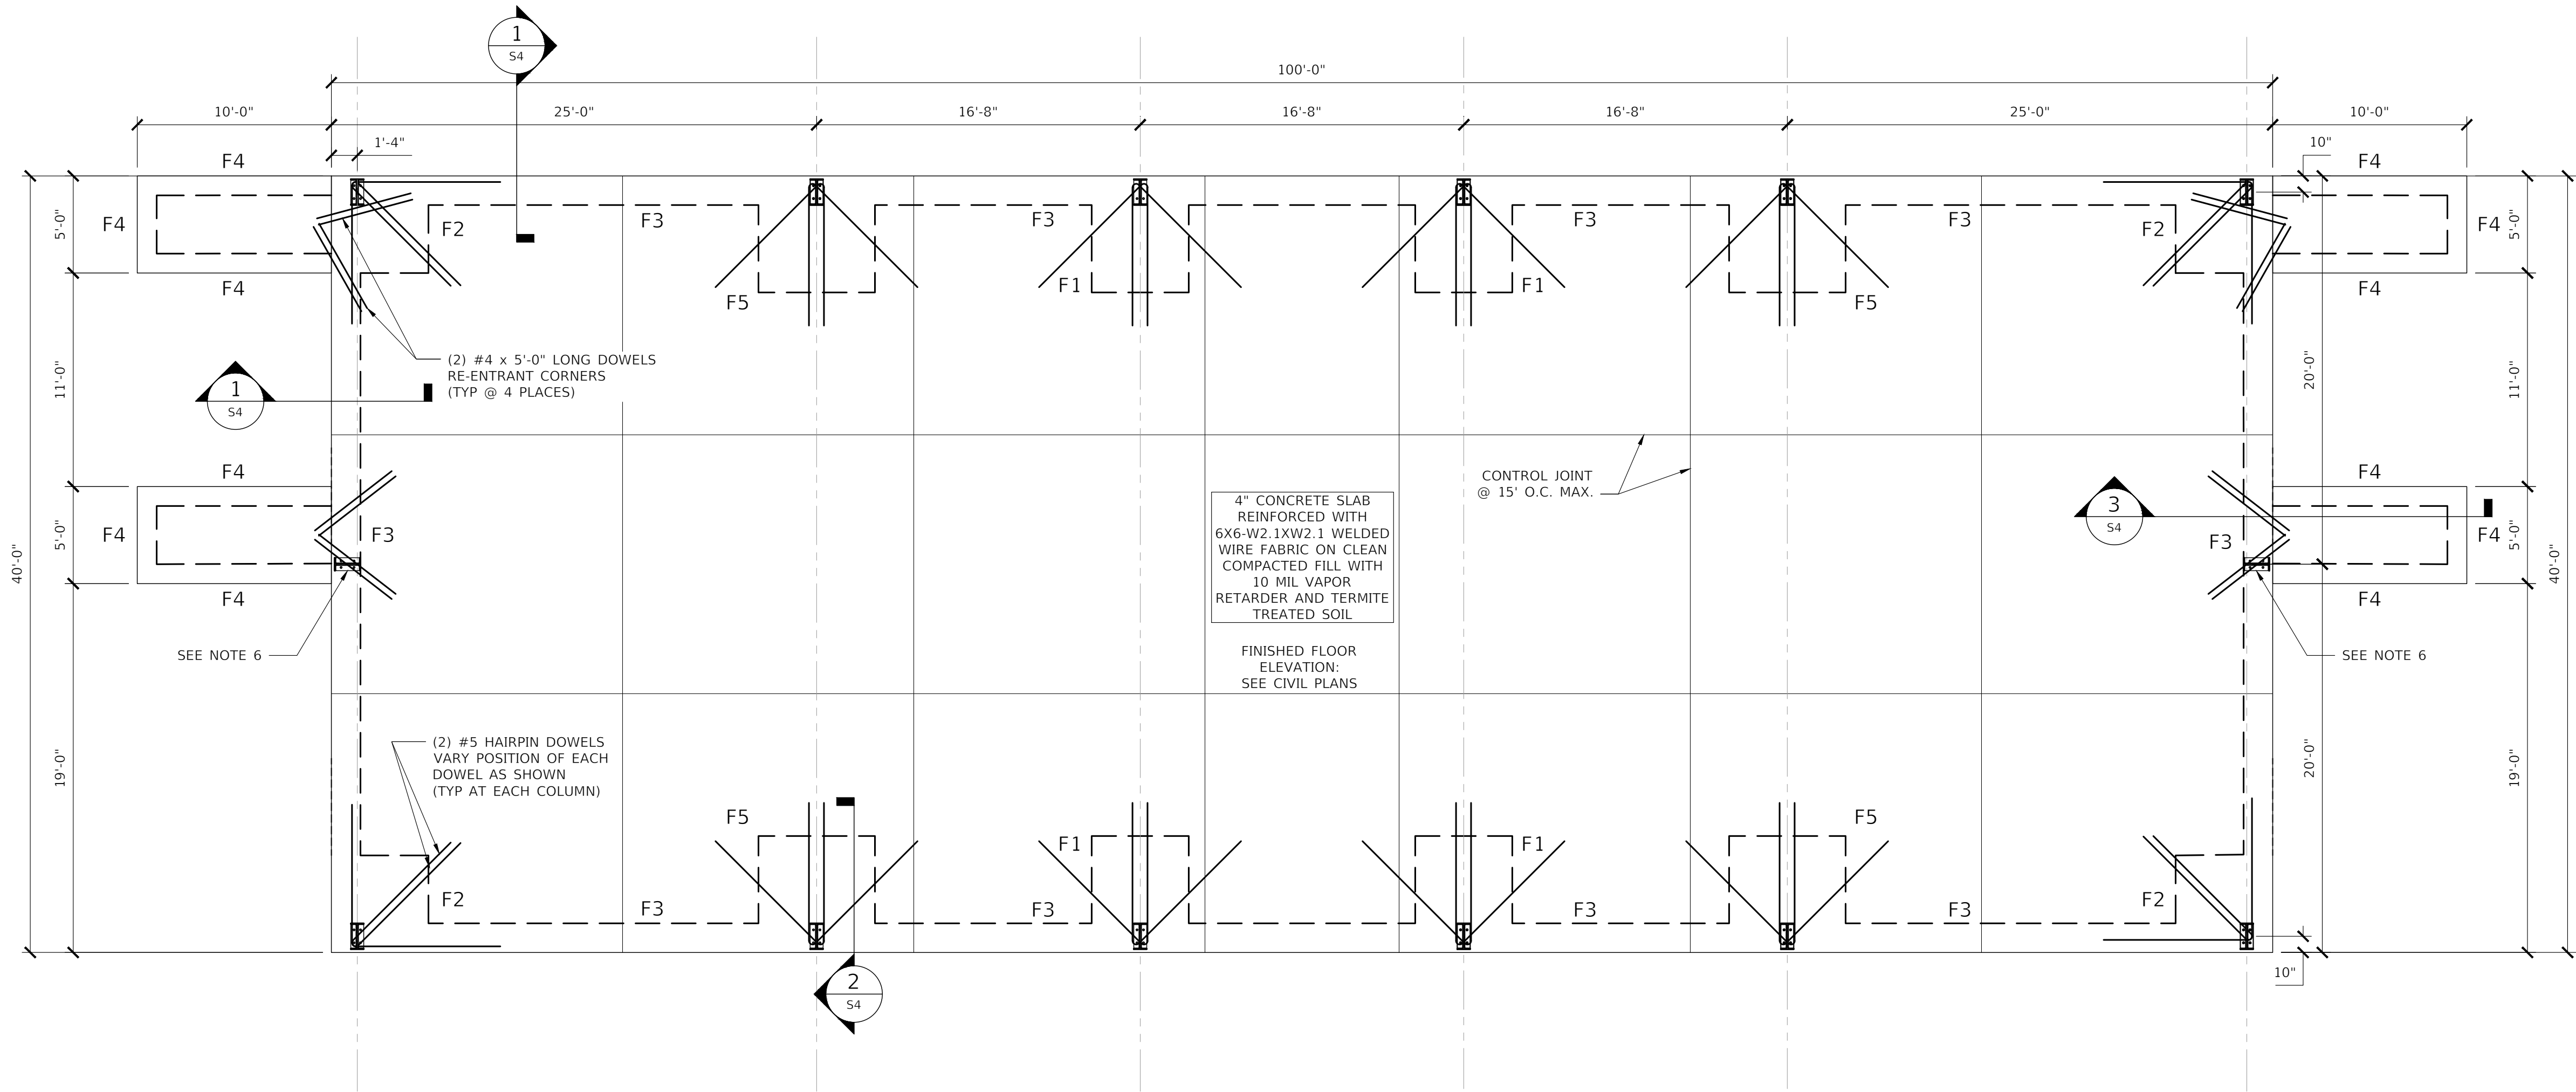 1
S4
100'-0"
10'-0"
25'-0"
16'-8"
16'-8"
16'-8"
25'-0"
10'-0"
1'-4"
10"
F4
F4
F4
F4
5'-0"
F2
F3
F3
F3
F3
F2
F4
F4
5'-0"
F4
F5
F1
F1
F5
F4
(2) #4 x 5'-0" LONG DOWELS
RE-ENTRANT CORNERS
(TYP @ 4 PLACES)
11'-0"
20'-0"
11'-0"
1
S4
F4
F4
CONTROL JOINT
@ 15' O.C. MAX.
4" CONCRETE SLAB
REINFORCED WITH
6X6-W2.1XW2.1 WELDED
WIRE FABRIC ON CLEAN
COMPACTED FILL WITH
10 MIL VAPOR
RETARDER AND TERMITE
TREATED SOIL
3
S4
5'-0"
F4
F3
F3
F4
5'-0"
40'-0"
40'-0"
F4
F4
SEE NOTE 6
FINISHED FLOOR
ELEVATION:
SEE CIVIL PLANS
SEE NOTE 6
(2) #5 HAIRPIN DOWELS
VARY POSITION OF EACH
DOWEL AS SHOWN
(TYP AT EACH COLUMN)
19'-0"
20'-0"
19'-0"
F5
F1
F1
F5
F2
F3
F3
F3
F3
F2
10"
2
S4